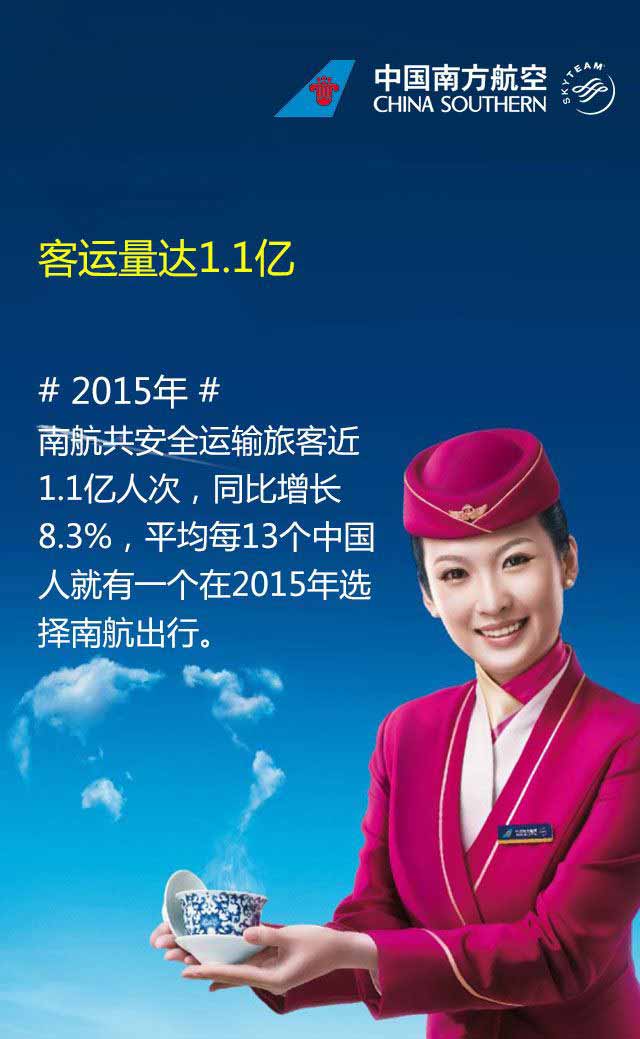 中国南方航空
CHINA SOUTHERN
SKYTEAM
客运量达1.1亿
# 2015年 #
南航共安全运输旅客近
1.1亿人次，同比增长
8.3%，平均每13个中国
人就有一个在2015年选
择南航出行。